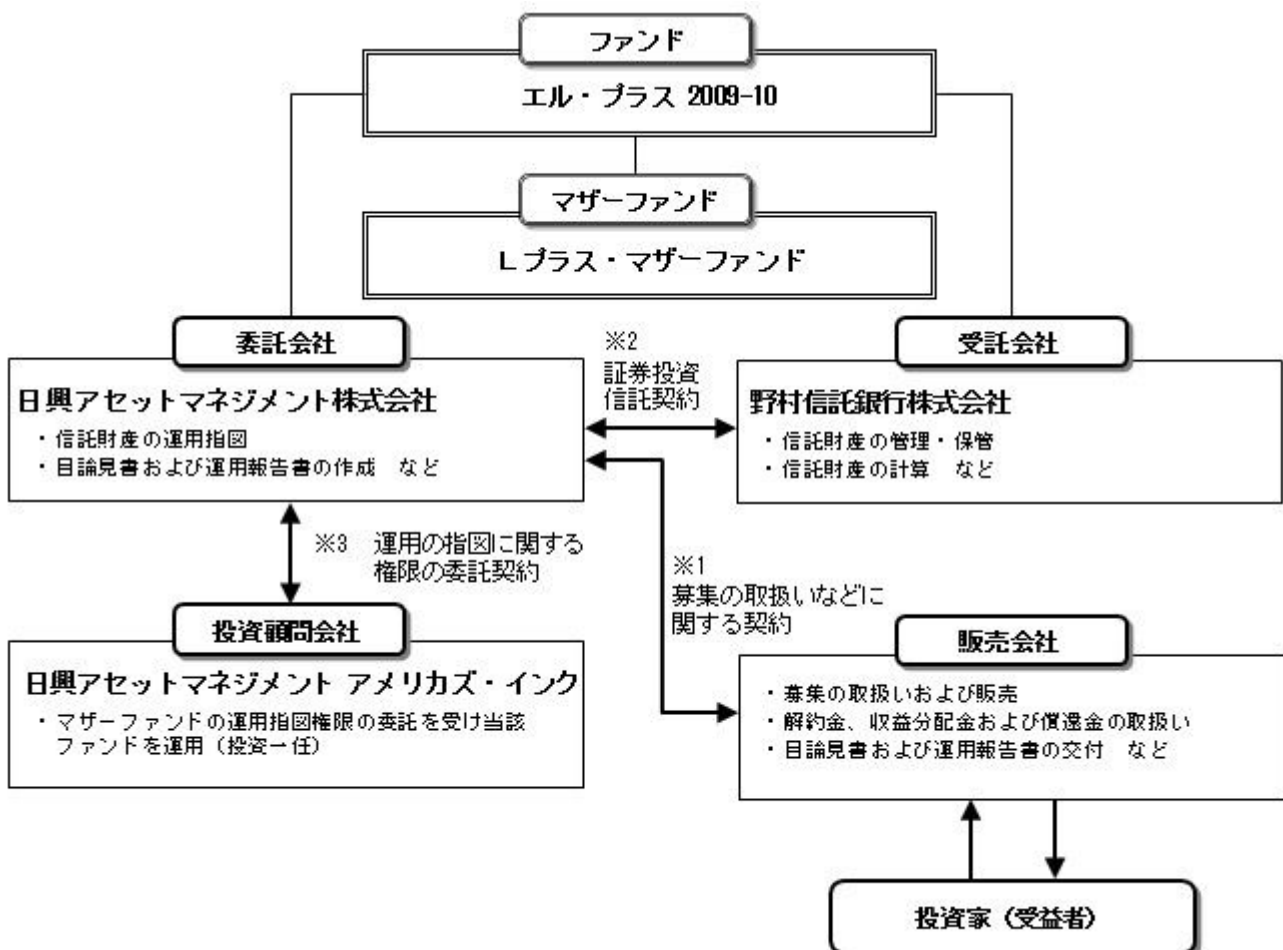 ファンド
エル・プラス 2009-10
マザーファンド
Lプラス・マザーファンド
委託会社
日興アセットマネジメント株式会社
・信託財産の運用指図
・目論見書および運用報告書の作成 など
※2
証券投資
信託契約
受託会社
野村信託銀行株式会社
・信託財産の管理・保管
・信託財産の計算 など
※3 運用の指図に関する
権限の委託契約
※1
募集の取扱いなどに
関する契約
投資顧問会社
日興アセットマネジメント アメリカズ・インク
・マザーファンドの運用指図権限の委託を受け当該
ファンドを運用（投資一任）
販売会社
・募集の取扱いおよび販売
・解約金、収益分配金および償還金の取扱い
・目論見書および運用報告書の交付 など
投資家（受益者）